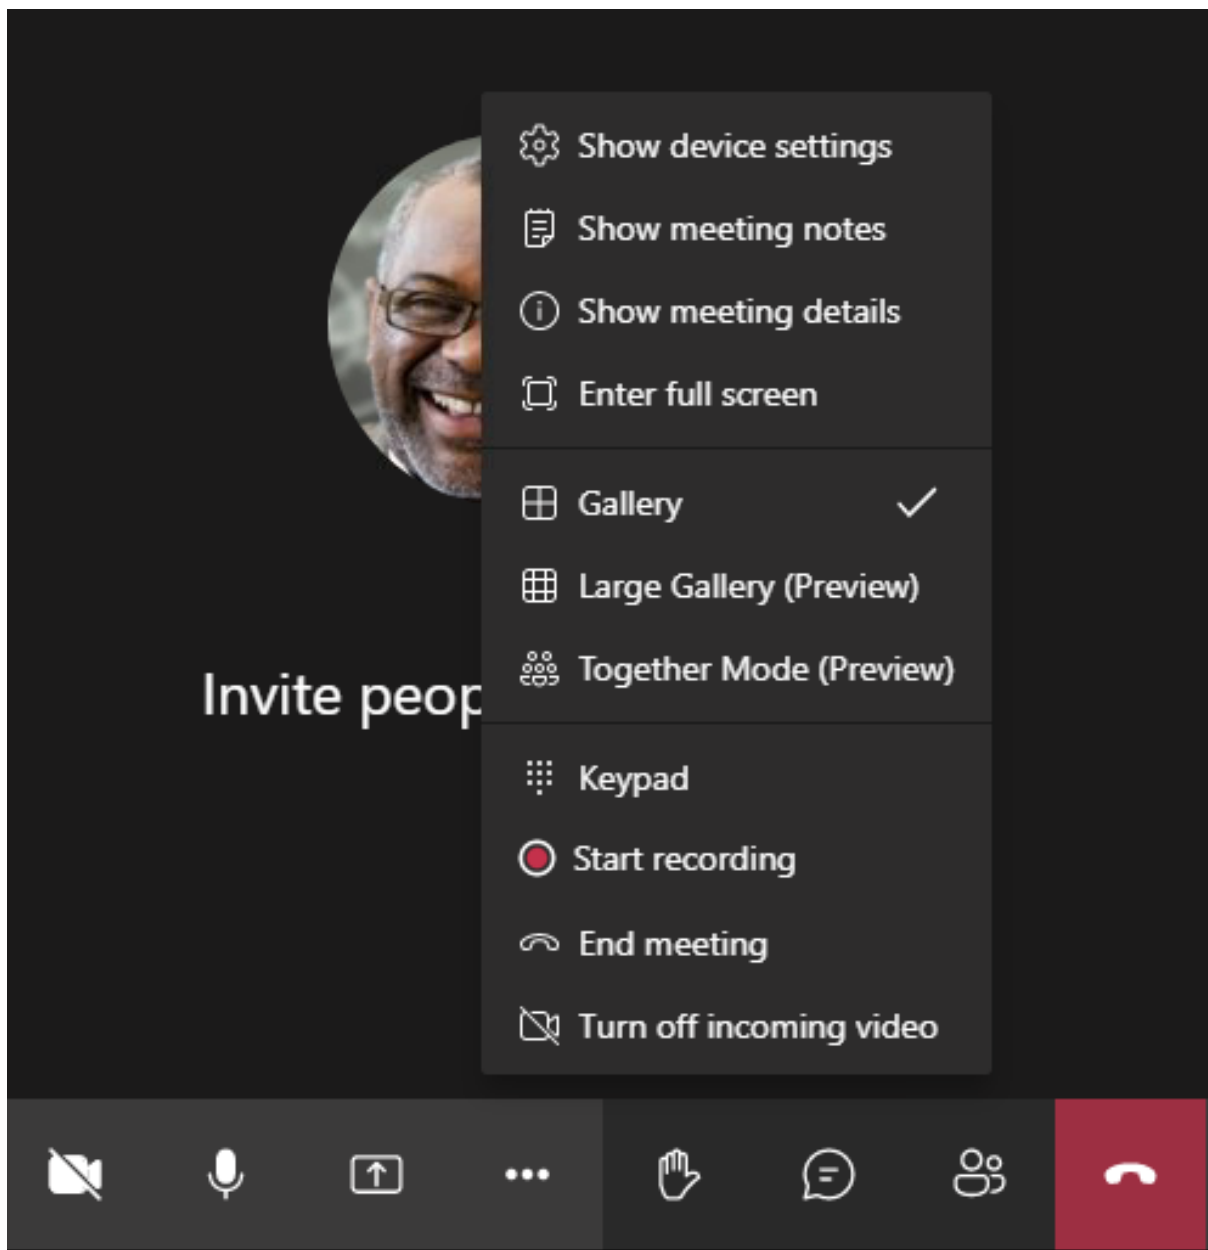 Show device settings
Show meeting notes
Show meeting details
Enter full screen
Gallery
Large Gallery (Preview)
Together Mode (Preview)
Invite peop
Keypad
Start recording
End meeting
Turn off incoming video